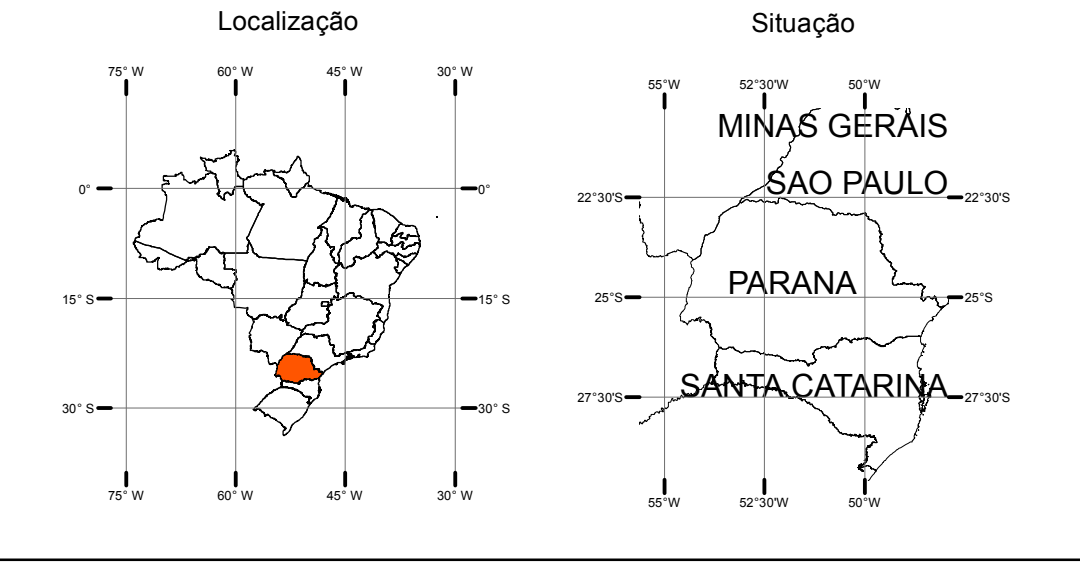 Localização
75° W 60° W 45° W 30° W
0° 0°
15° S 15° S
30° S 30° S
75° W 60° W 45° W 30° W
Situação
55°W 52°30'W 50°W
MINAS GERAIS
SAO PAULO
22°30'S 22°30'S
PARANA
25°S 25°S
SANTA CATARINA
27°30'S 27°30'S
55°W 52°30'W 50°W